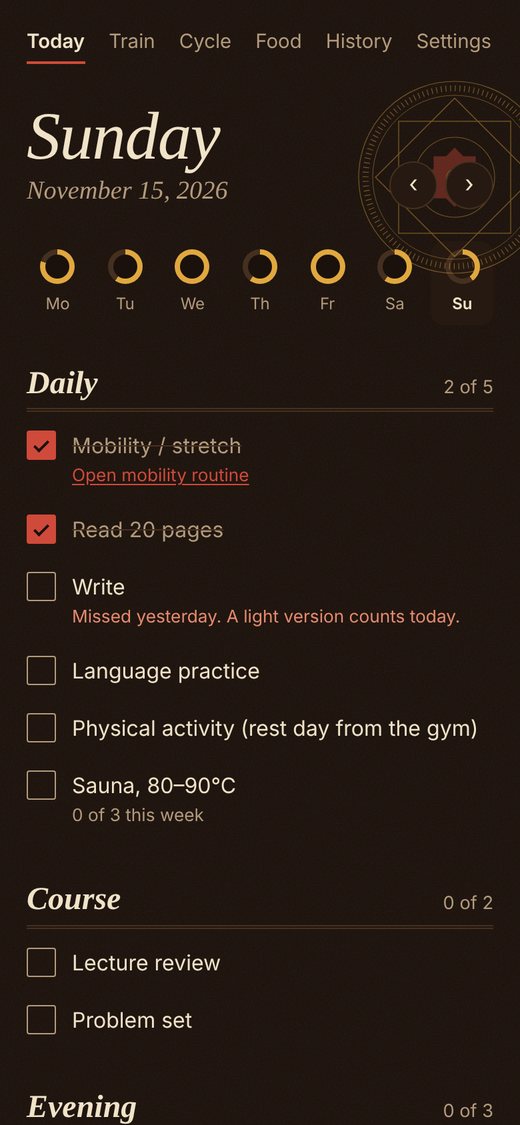 Today Train Cycle Food History Settings
Sunday
November 15, 2026
Mo Tu We Th Fr Sa Su
Daily 2 of 5
Mobility / stretch
Open mobility routine
Read 20 pages
Write
Missed yesterday. A light version counts today.
Language practice
Physical activity (rest day from the gym)
Sauna, 80–90°C
0 of 3 this week
Course 0 of 2
Lecture review
Problem set
Evening 0 of 3